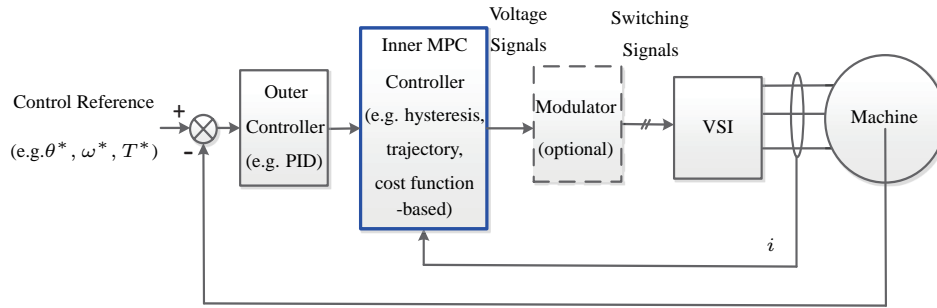 Control Reference
(e.g.θ*, ω*, T*)
+
-
Outer
Controller
(e.g. PID)
Inner MPC
Controller
(e.g. hysteresis,
trajectory,
cost function
-based)
Voltage
Signals
Modulator
(optional)
Switching
Signals
VSI
Machine
i